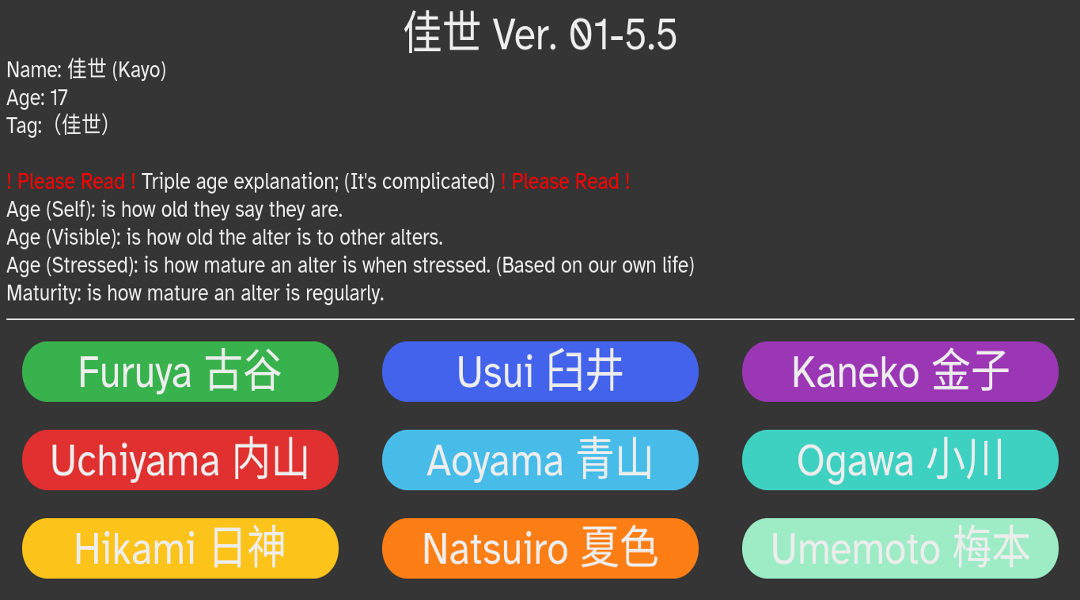 佳世 Ver. 01-5.5
Name: 佳世 (Kayo)
Age: 17
Tag:（佳世）
! Please Read ! Triple age explanation; (It's complicated) ! Please Read !
Age (Self): is how old they say they are.
Age (Visible): is how old the alter is to other alters.
Age (Stressed): is how mature an alter is when stressed. (Based on our own life)
Maturity: is how mature an alter is regularly.
Furuya 古谷
Usui 臼井
Kaneko 金子
Uchiyama 内山
Aoyama 青山
Ogawa 小川
Hikami 日神
Natsuiro 夏色
Umemoto 梅本